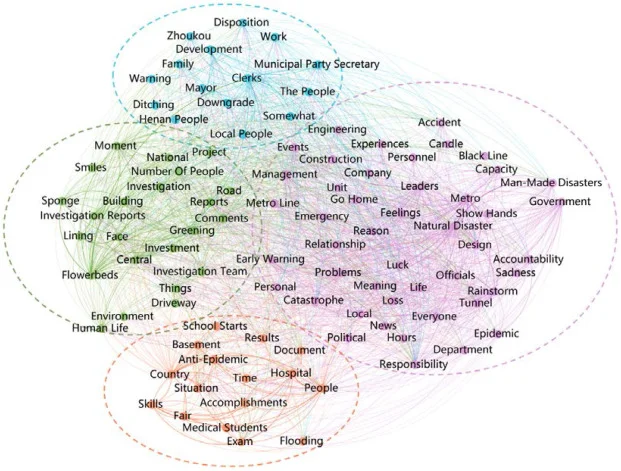 Disposition
Zhoukou
Work
Development
Family
Municipal Party Secretary
Warning
Clerks
Mayor
The People
Ditching
Downgrade
Henan People
Somewhat
Local People
Engineering
Accident
Moment
Events
Experiences
Candle
National
Project
Construction
Personnel
Black Line
Smiles
Number Of People
Management
Company
Capacity
Investigation
Unit
Leaders
Man-Made Disasters
Road
Go Home
Metro
Government
Sponge
Building
Reports
Metro Line
Investigation Reports
Comments
Emergency
Feelings
Show Hands
Natural Disaster
Lining
Face
Greening
Reason
Relationship
Design
Investment
Central
Early Warning
Luck
Accountability
Flowerbeds
Investigation Team
Problems
Officials
Sadness
Things
Personal
Meaning
Life
Rainstorm
Driveway
Catastrophe
Loss
Tunnel
Environment
Local
Everyone
Human Life
School Starts
News
Political
Hours
Epidemic
Basement
Results
Document
Department
Anti-Epidemic
Responsibility
Country
Time
Hospital
Situation
People
Skills
Accomplishments
Fair
Medical Students
Exam
Flooding